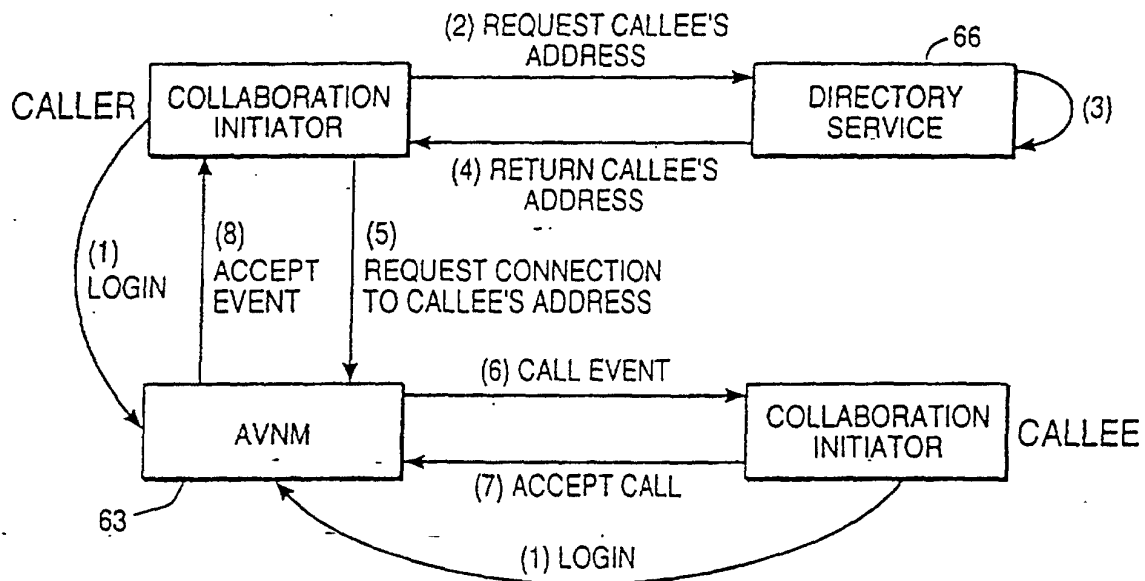 (2) REQUEST CALLEE'S
ADDRESS
66
CALLER
COLLABORATION
INITIATOR
DIRECTORY
SERVICE
(3)
(4) RETURN CALLEE'S
ADDRESS
(1)
LOGIN
(8)
ACCEPT
EVENT
(5)
REQUEST CONNECTION
TO CALLEE'S ADDRESS
(6) CALL EVENT
AVNM
COLLABORATION
INITIATOR
CALLEE
(7) ACCEPT CALL
63
(1) LOGIN